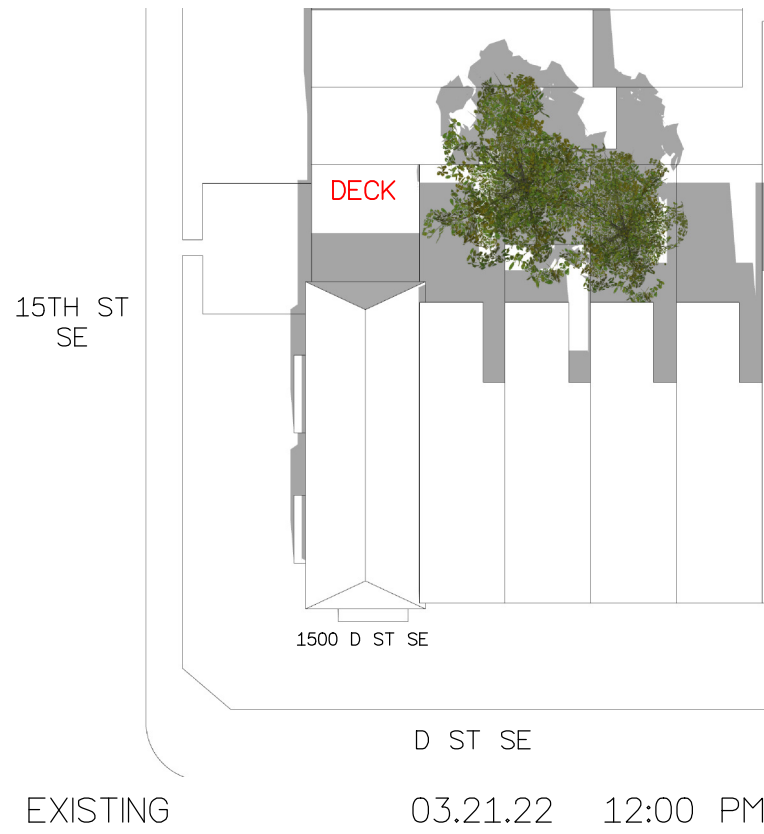 DECK
15TH ST
SE
1500 D ST SE
D ST SE
EXISTING 03.21.22 12:00 PM